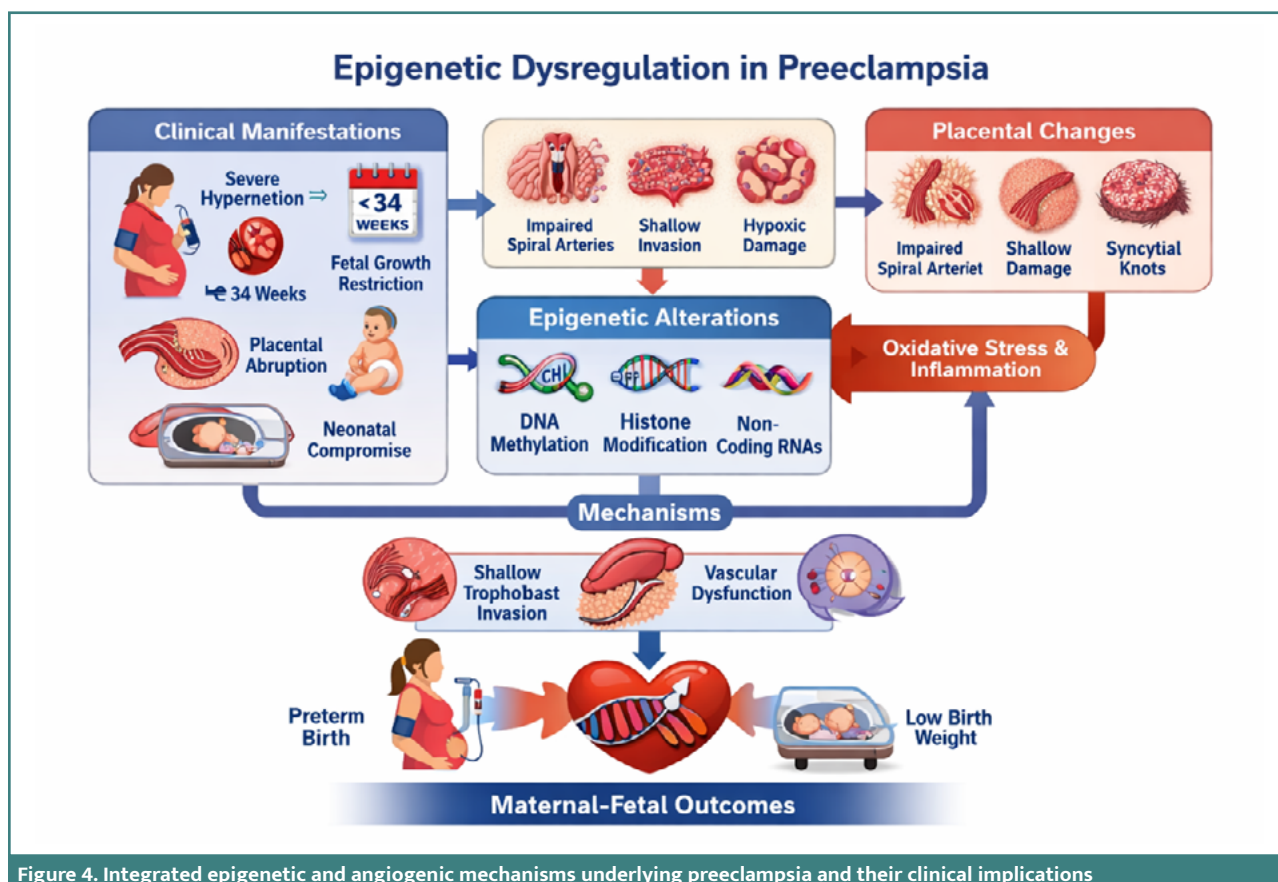 Epigenetic Dysregulation in Preeclampsia
Clinical Manifestations
Severe
Hypernetion ⇒
<34
WEEKS
34 Weeks
Fetal Growth
Restriction
Placental
Abruption
Neonatal
Compromise
Impaired
Spiral Arteries
Shallow
Invasion
Hypoxic
Damage
Placental Changes
Impaired
Spiral Arteriet
Shallow
Damage
Syncytial
Knots
Epigenetic Alterations
CHI
DNA
Methylation
Histone
Modification
Non-
Coding RNAs
Oxidative Stress &
Inflammation
Mechanisms
Shallow
Trophobast
Invasion
Vascular
Dysfunction
Preterm
Birth
Low Birth
Weight
Maternal-Fetal Outcomes
Figure 4. Integrated epigenetic and angiogenic mechanisms underlying preeclampsia and their clinical implications